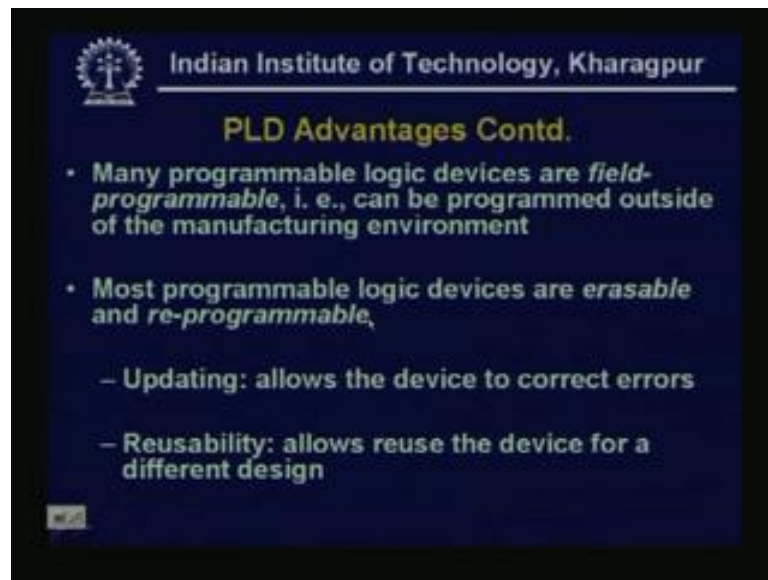 Indian Institute of Technology, Kharagpur
PLD Advantages Contd.
• Many programmable logic devices are field-
programmable, i. e., can be programmed outside
of the manufacturing environment
• Most programmable logic devices are erasable
and re-programmable.
– Updating: allows the device to correct errors
– Reusability: allows reuse the device for a
different design